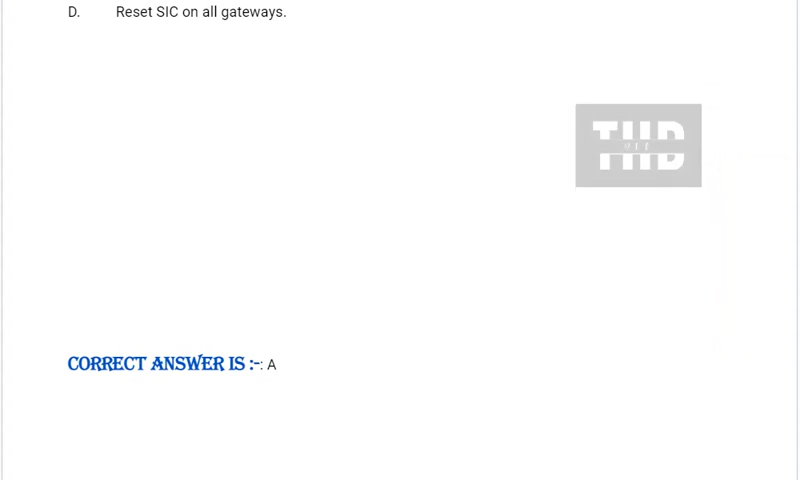 D. Reset SIC on all gateways.
THD
CORRECT ANSWER IS :-: A